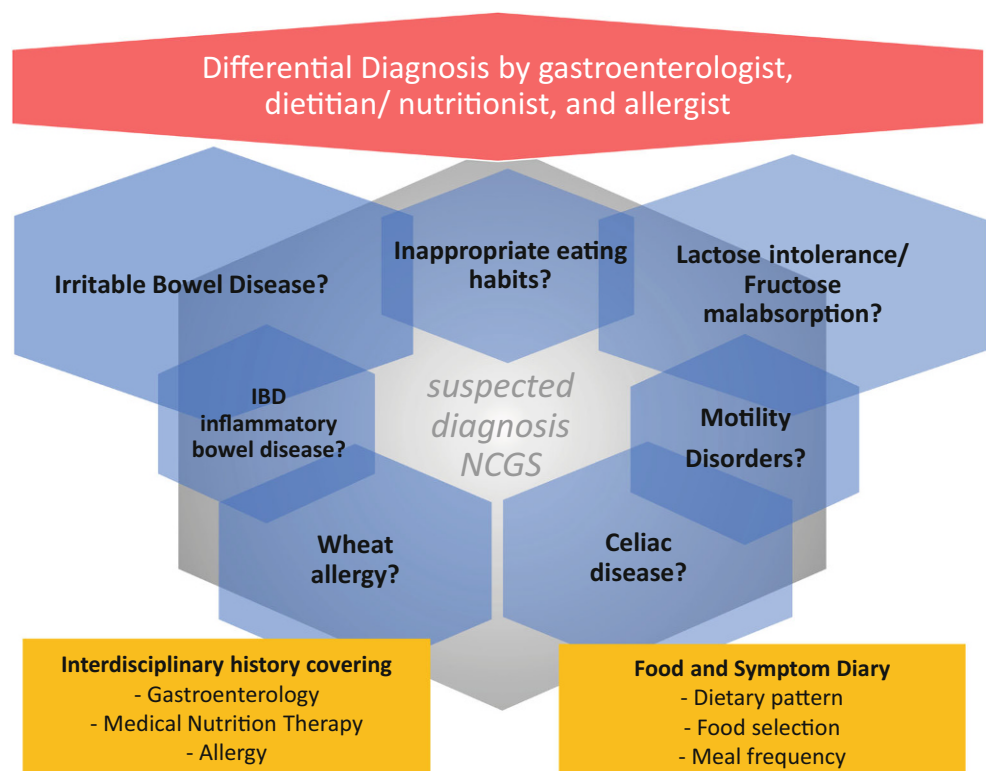 Differential Diagnosis by gastroenterologist,
dietitian/ nutritionist, and allergist
Irritable Bowel Disease?
Inappropriate eating
habits?
Lactose intolerance/
Fructose
malabsorption?
IBD
inflammatory
bowel disease?
suspected
diagnosis
NCGS
Motility
Disorders?
Wheat
allergy?
Celiac
disease?
Interdisciplinary history covering
- Gastroenterology
- Medical Nutrition Therapy
- Allergy
Food and Symptom Diary
- Dietary pattern
- Food selection
- Meal frequency